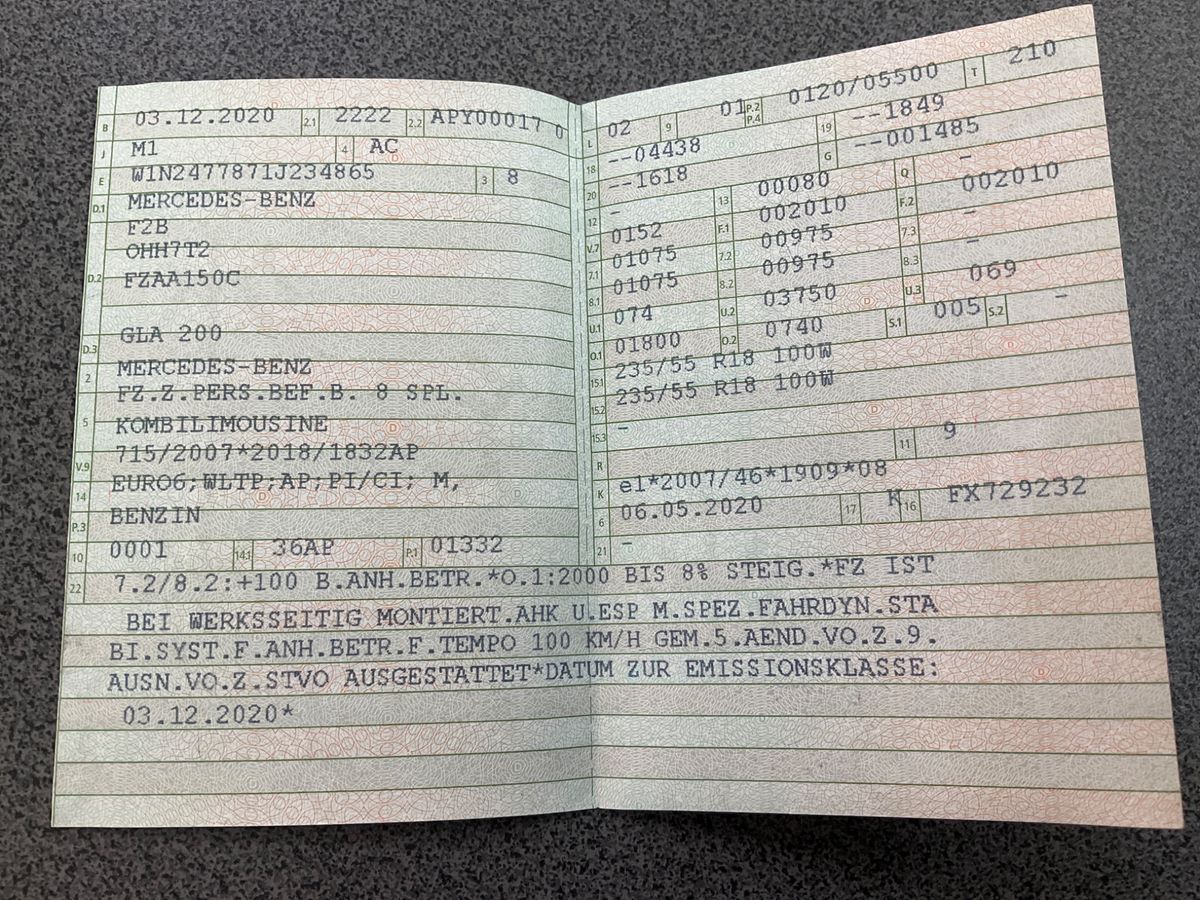 B 03.12.2020 2.1 2222 2.2 APY00017 0
J M1 4 AC
E W1N2477871J234865 3 8
D.1 MERCEDES-BENZ
F2B
OHH7T2
D.2 FZAA150C
D.3 GLA 200
2 MERCEDES-BENZ
FZ.Z.PERS.BEF.B. 8 SPL.
5 KOMBILIMOUSINE
715/2007*2018/1832AP
V.9 EURO6;WLTP;AP;PI/CI; M,
14
P.3 BENZIN
10 0001 14.1 36AP P.1 01332
L 02 9 01 P.2 P.4 0120/05500 T 210
18 --04438 19 --1849
20 --1618 G --001485
12 - 13 00080 Q -
V.7 0152 F.1 002010 F.2 002010
7.1 01075 7.2 00975 7.3 -
8.1 01075 8.2 00975 8.3 -
U.1 074 U.2 03750 U.3 069
O.1 01800 O.2 0740 S.1 005 S.2 -
15.1 235/55 R18 100W
15.2 235/55 R18 100W
15.3 -
R 11 9
K e1*2007/46*1909*08
6 06.05.2020 17 K 16 FX729232
21 -
22 7.2/8.2:+100 B.ANH.BETR.*O.1:2000 BIS 8% STEIG.*FZ IST
BEI WERKSSEITIG MONTIERT.AHK U.ESP M.SPEZ.FAHRDYN.STA
BI.SYST.F.ANH.BETR.F.TEMPO 100 KM/H GEM.5.AEND.VO.Z.9.
AUSN.VO.Z.STVO AUSGESTATTET*DATUM ZUR EMISSIONSKLASSE:
03.12.2020*